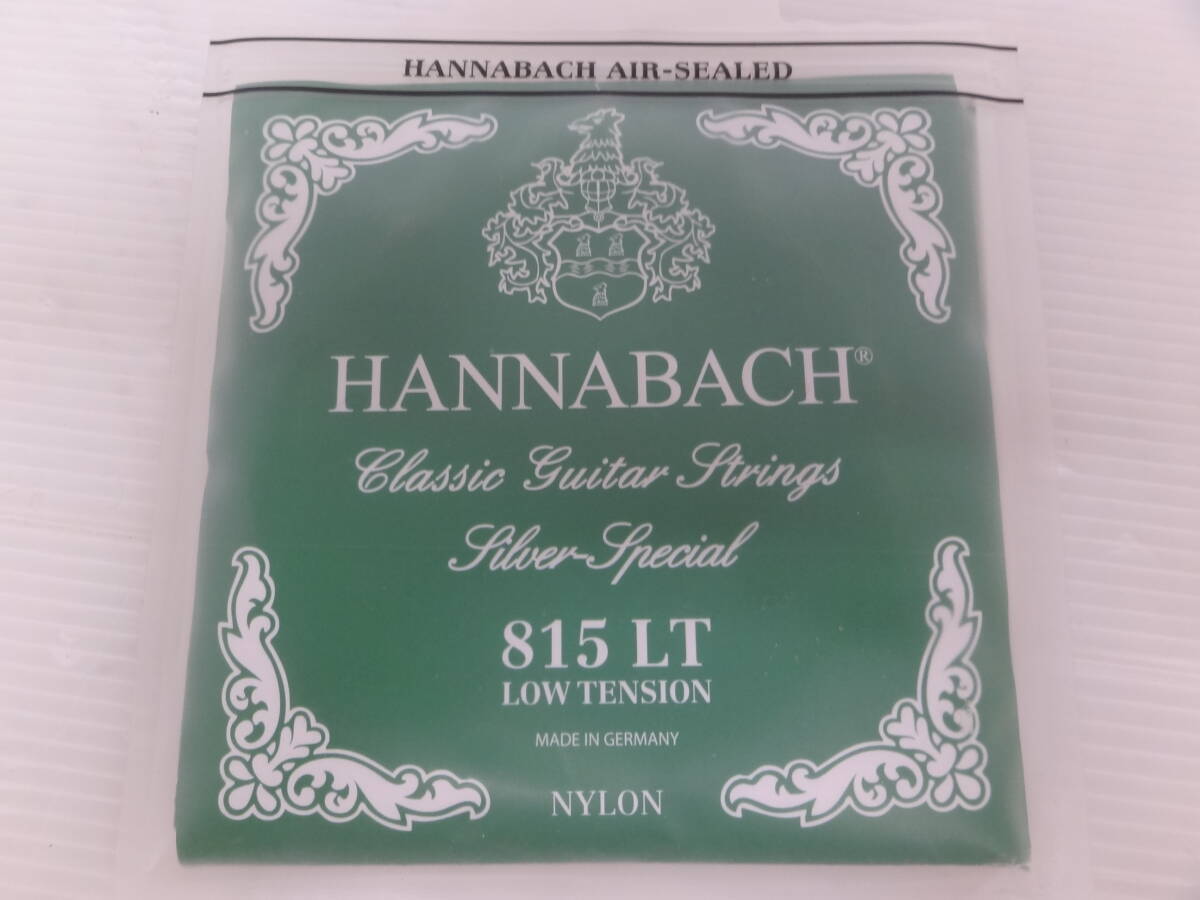 HANNABACH AIR-SEALED
HANNABACH®
Classic Guitar Strings
Silver-Special
815 LT
LOW TENSION
MADE IN GERMANY
NYLON